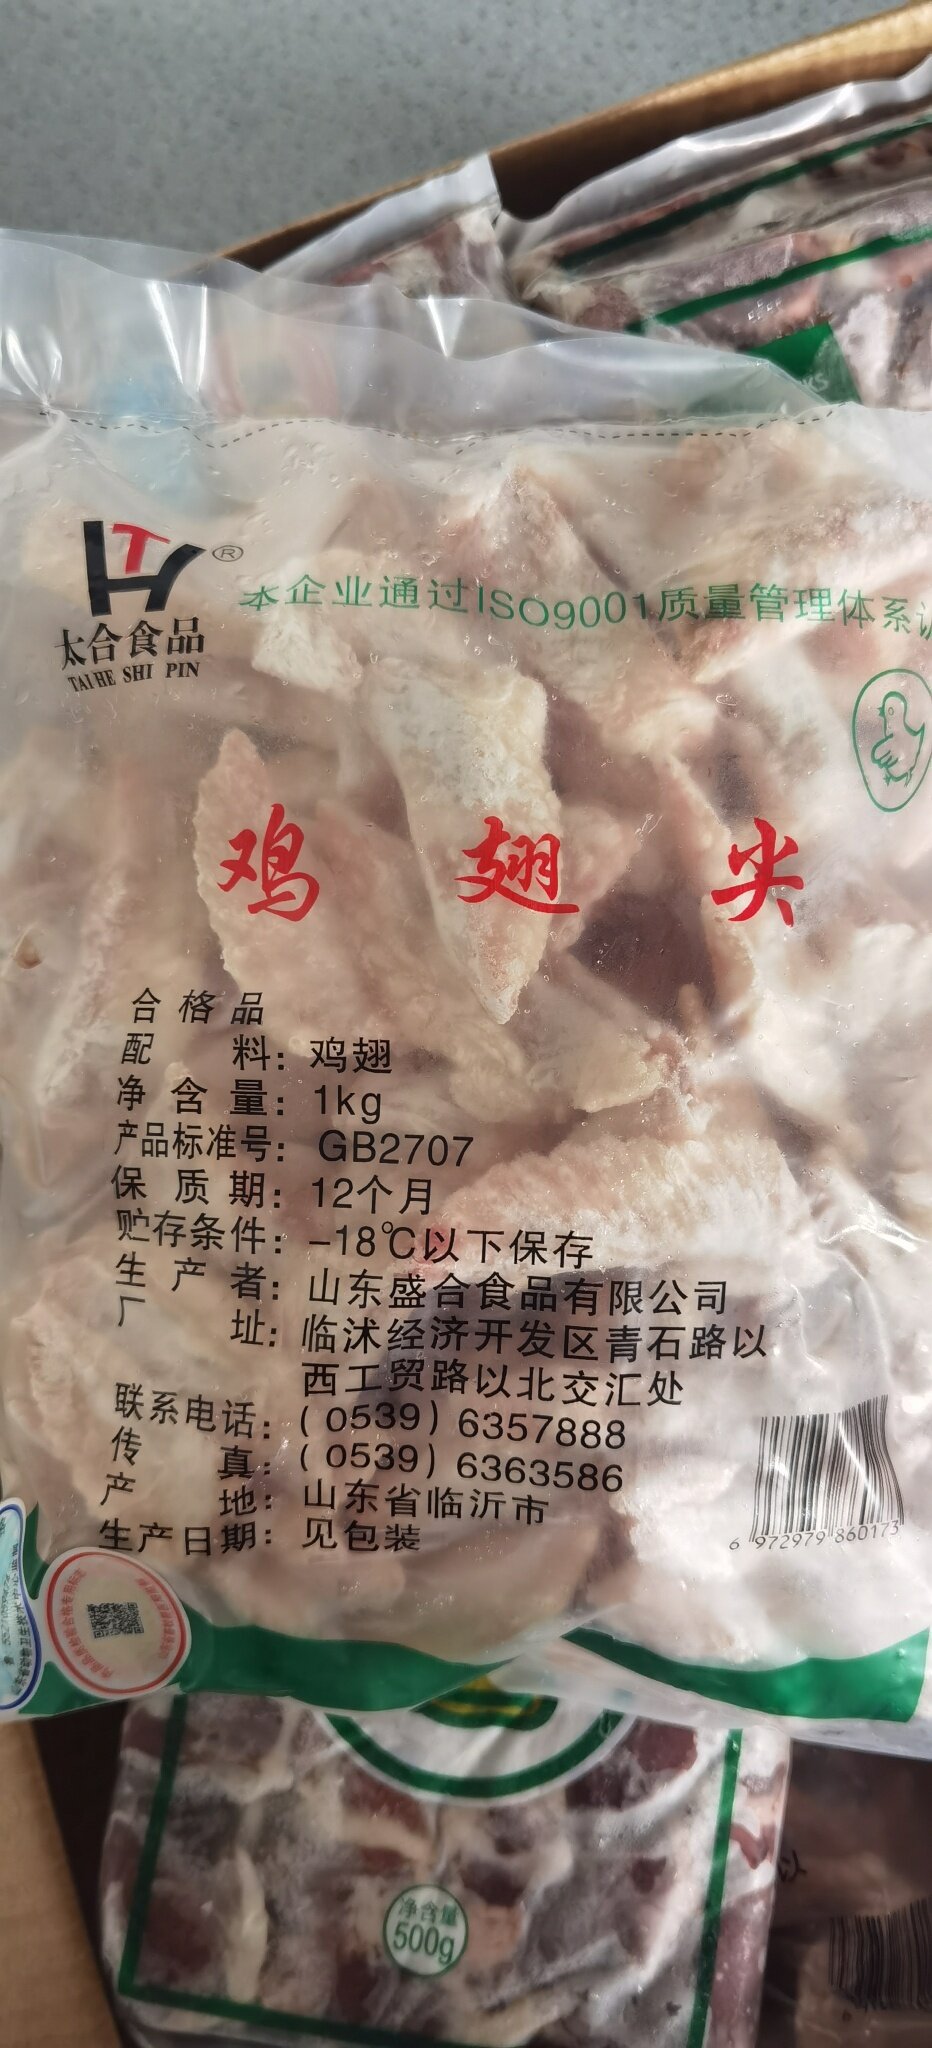 太合食品
TAI HE SHI PIN
®
本企业通过ISO9001质量管理体系认
鸡翅尖
合格品
配料：鸡翅
净含量：1kg
产品标准号：GB2707
保质期：12个月
贮存条件：-18℃以下保存
生产者：山东盛合食品有限公司
厂址：临沭经济开发区青石路以
西工贸路以北交汇处
联系电话：(0539) 6357888
传真：(0539) 6363586
产地：山东省临沂市
生产日期：见包装
6 972979 860173
净含量
500g
以